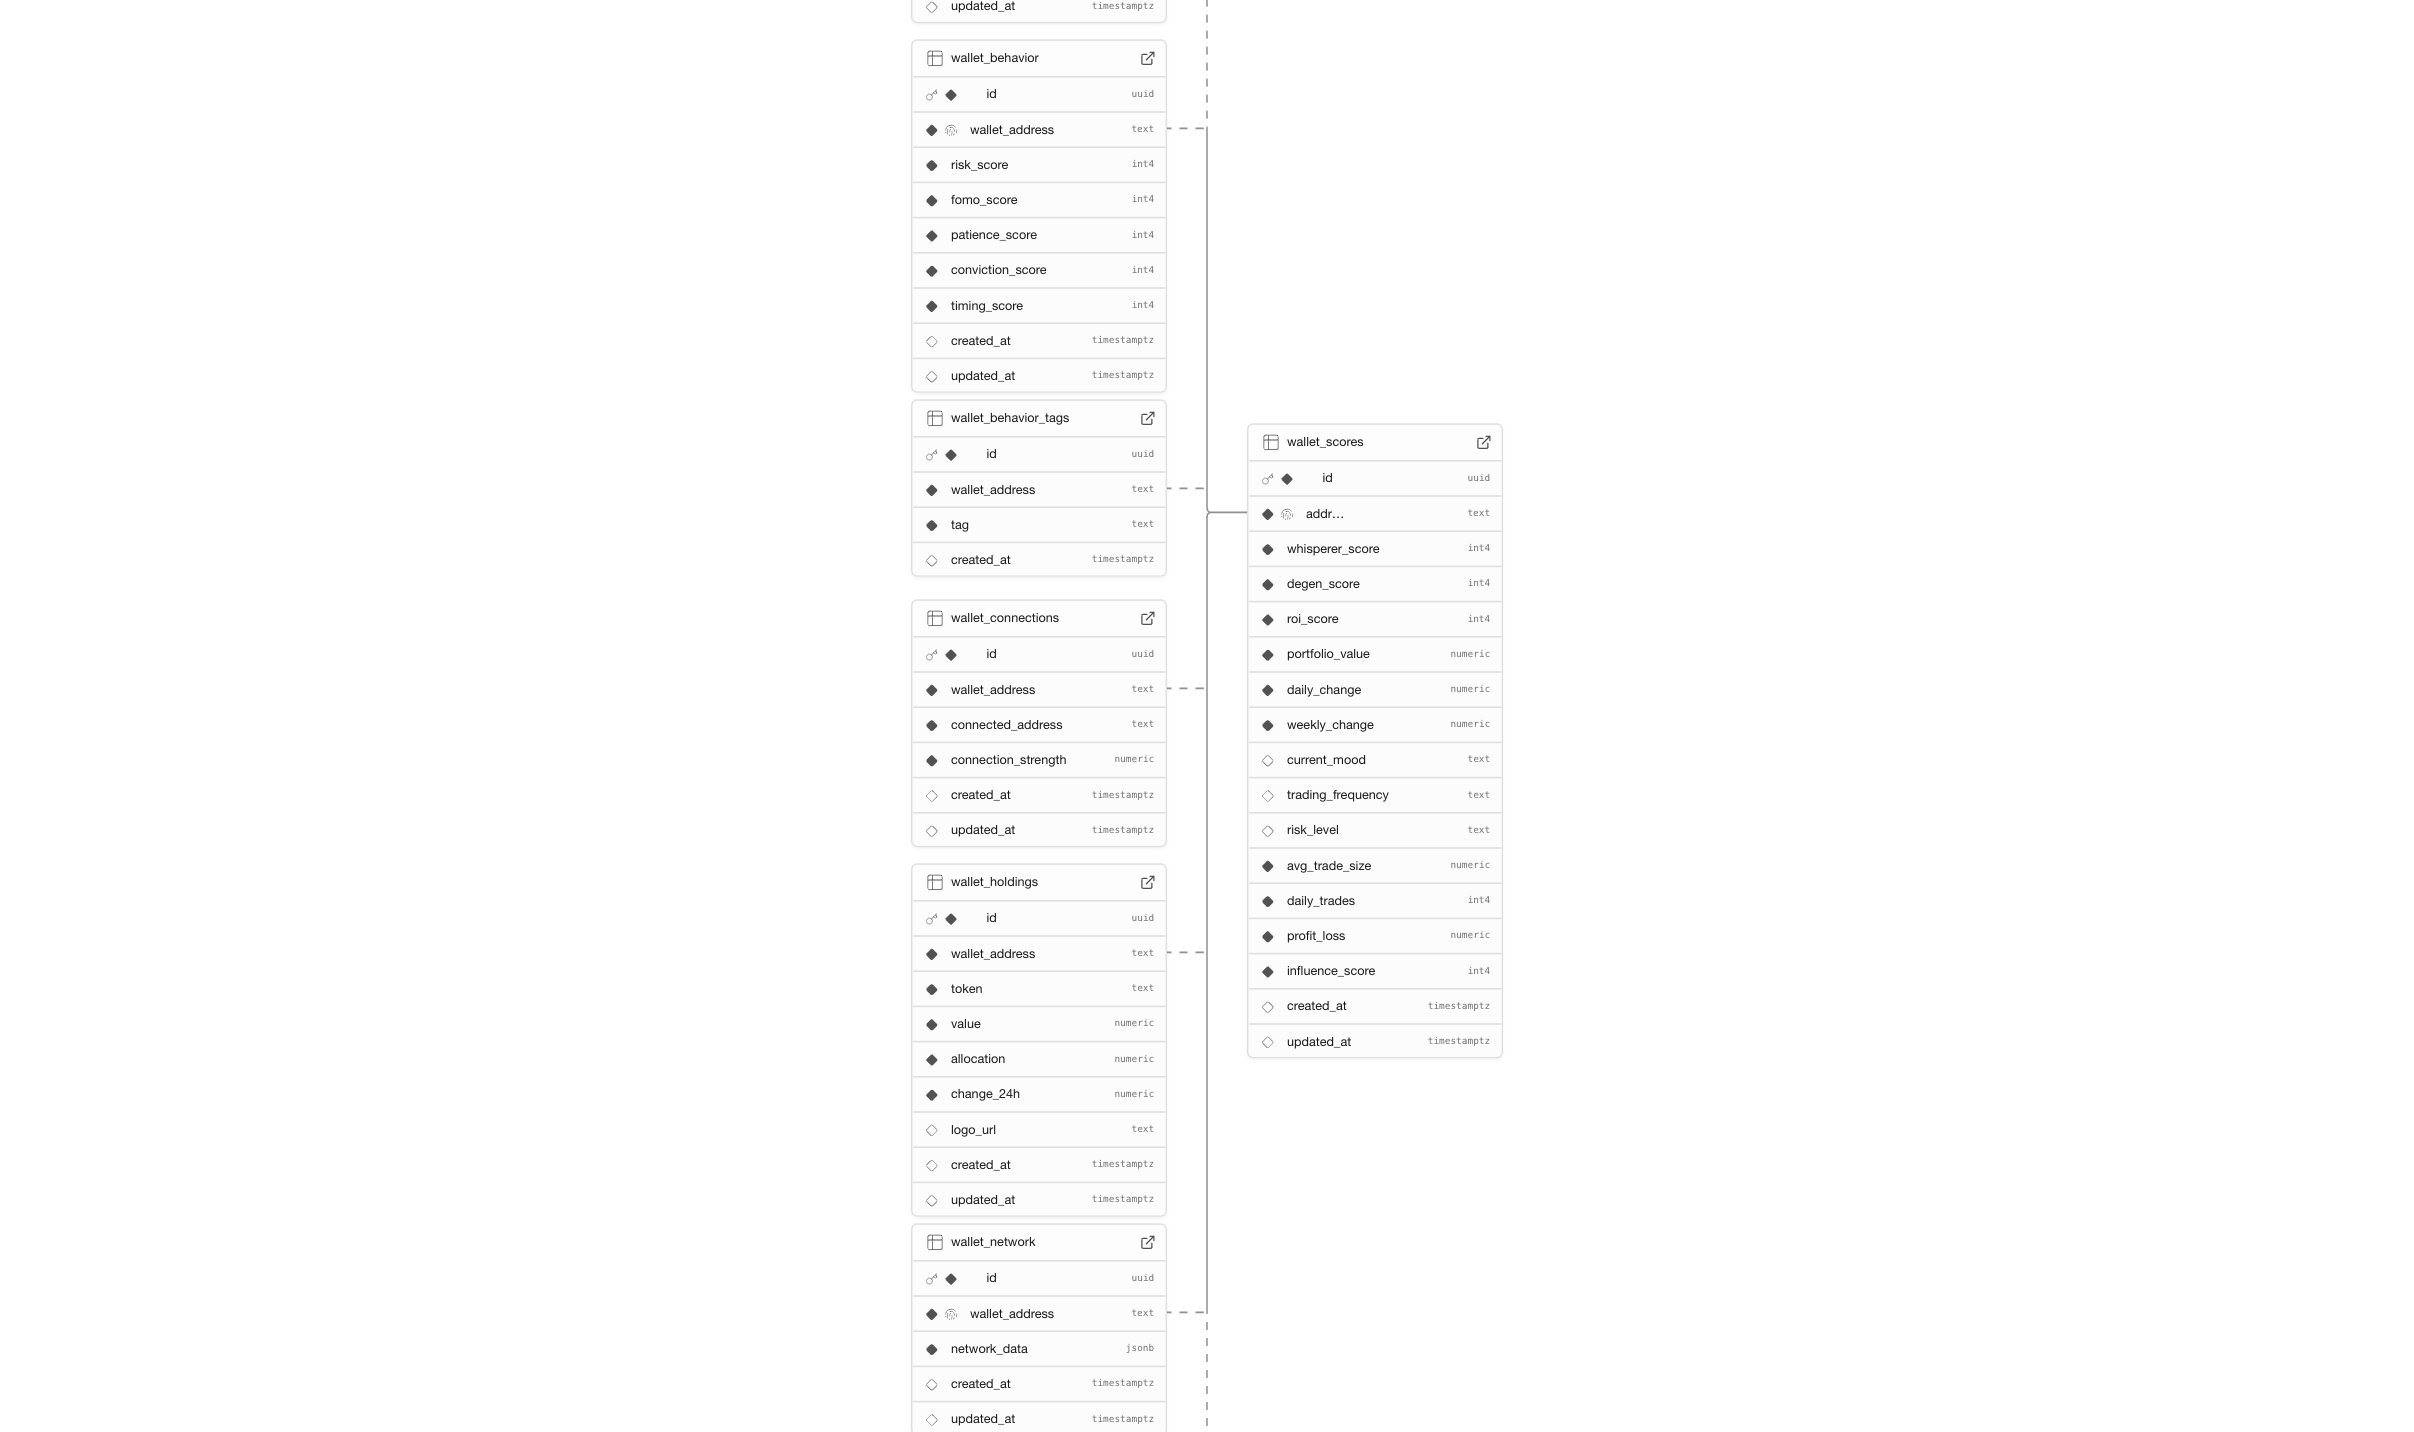 updated_at timestamptz
wallet_behavior
id uuid
wallet_address text
risk_score int4
fomo_score int4
patience_score int4
conviction_score int4
timing_score int4
created_at timestamptz
updated_at timestamptz
wallet_behavior_tags
id uuid
wallet_address text
tag text
created_at timestamptz
wallet_connections
id uuid
wallet_address text
connected_address text
connection_strength numeric
created_at timestamptz
updated_at timestamptz
wallet_holdings
id uuid
wallet_address text
token text
value numeric
allocation numeric
change_24h numeric
logo_url text
created_at timestamptz
updated_at timestamptz
wallet_network
id uuid
wallet_address text
network_data jsonb
created_at timestamptz
updated_at timestamptz
wallet_scores
id uuid
addr... text
whisperer_score int4
degen_score int4
roi_score int4
portfolio_value numeric
daily_change numeric
weekly_change numeric
current_mood text
trading_frequency text
risk_level text
avg_trade_size numeric
daily_trades int4
profit_loss numeric
influence_score int4
created_at timestamptz
updated_at timestamptz